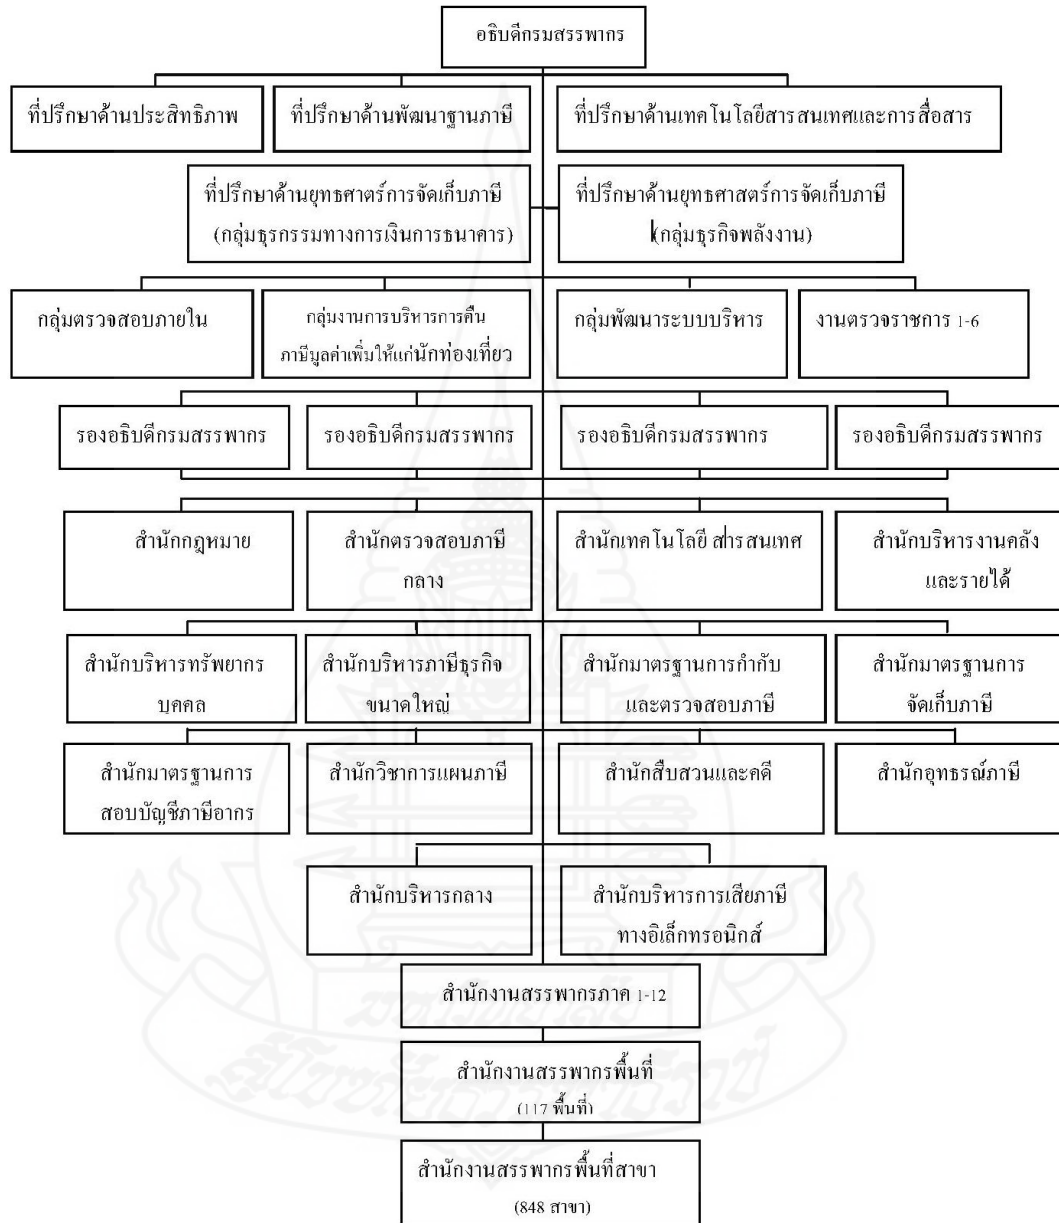 อธิบดีกรมสรรพากร
ที่ปรึกษาด้านประสิทธิภาพ
ที่ปรึกษาด้านพัฒนาฐานภาษี
ที่ปรึกษาด้านเทคโนโลยีสารสนเทศและการสื่อสาร
ที่ปรึกษาด้านยุทธศาตร์การจัดเก็บภาษี
(กลุ่มธุรกรรมทางการเงินการธนาคาร)
ที่ปรึกษาด้านยุทธศาสตร์การจัดเก็บภาษี
(กลุ่มธุรกิจพลังงาน)
กลุ่มตรวจสอบภายใน
กลุ่มงานการบริหารการคืน
ภาษีมูลค่าเพิ่มให้แก่นักท่องเที่ยว
กลุ่มพัฒนาระบบบริหาร
งานตรวจราชการ 1-6
รองอธิบดีกรมสรรพากร
รองอธิบดีกรมสรรพากร
รองอธิบดีกรมสรรพากร
รองอธิบดีกรมสรรพากร
สำนักกฎหมาย
สำนักตรวจสอบภาษี
กลาง
สำนักเทคโนโลยี สารสนเทศ
สำนักบริหารงานคลัง
และรายได้
สำนักบริหารทรัพยากร
บุคคล
สำนักบริหารภาษีธุรกิจ
ขนาดใหญ่
สำนักมาตรฐานการกำกับ
และตรวจสอบภาษี
สำนักมาตรฐานการ
จัดเก็บภาษี
สำนักมาตรฐานการ
สอบบัญชีภาษีอากร
สำนักวิชาการแผนภาษี
สำนักสืบสวนและคดี
สำนักอุทธรณ์ภาษี
สำนักบริหารกลาง
สำนักบริหารการเสียภาษี
ทางอิเล็กทรอนิกส์
สำนักงานสรรพากรภาค 1-12
สำนักงานสรรพากรพื้นที่
(117 พื้นที่)
สำนักงานสรรพากรพื้นที่สาขา
(848 สาขา)
มหาวิทยาลัย
สุโขทัยธรรมาธิราช